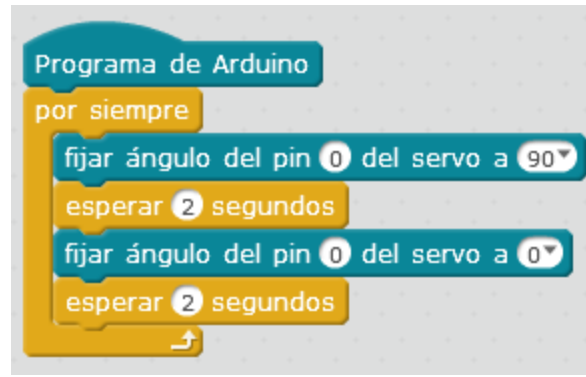 Programa de Arduino
por siempre
fijar ángulo del pin 0 del servo a 90
esperar 2 segundos
fijar ángulo del pin 0 del servo a 0
esperar 2 segundos